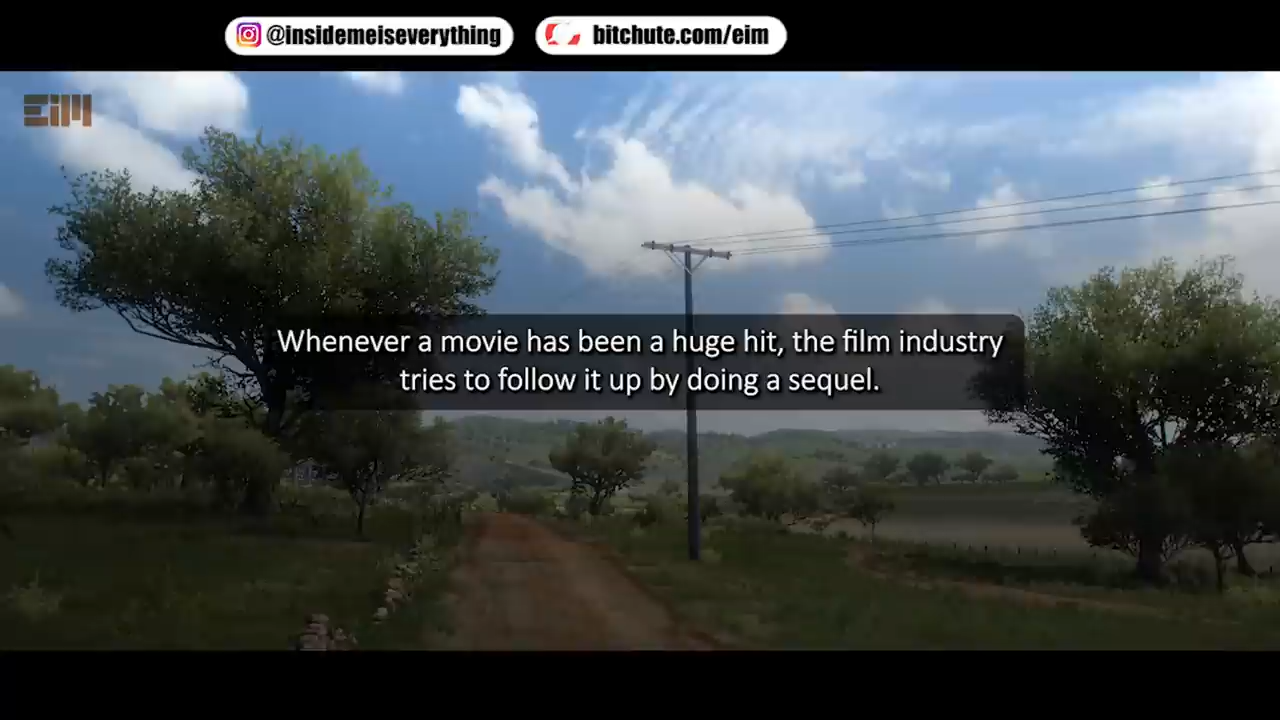 @insidemeiseverything
bitchute.com/eim
EiM
Whenever a movie has been a huge hit, the film industry
tries to follow it up by doing a sequel.